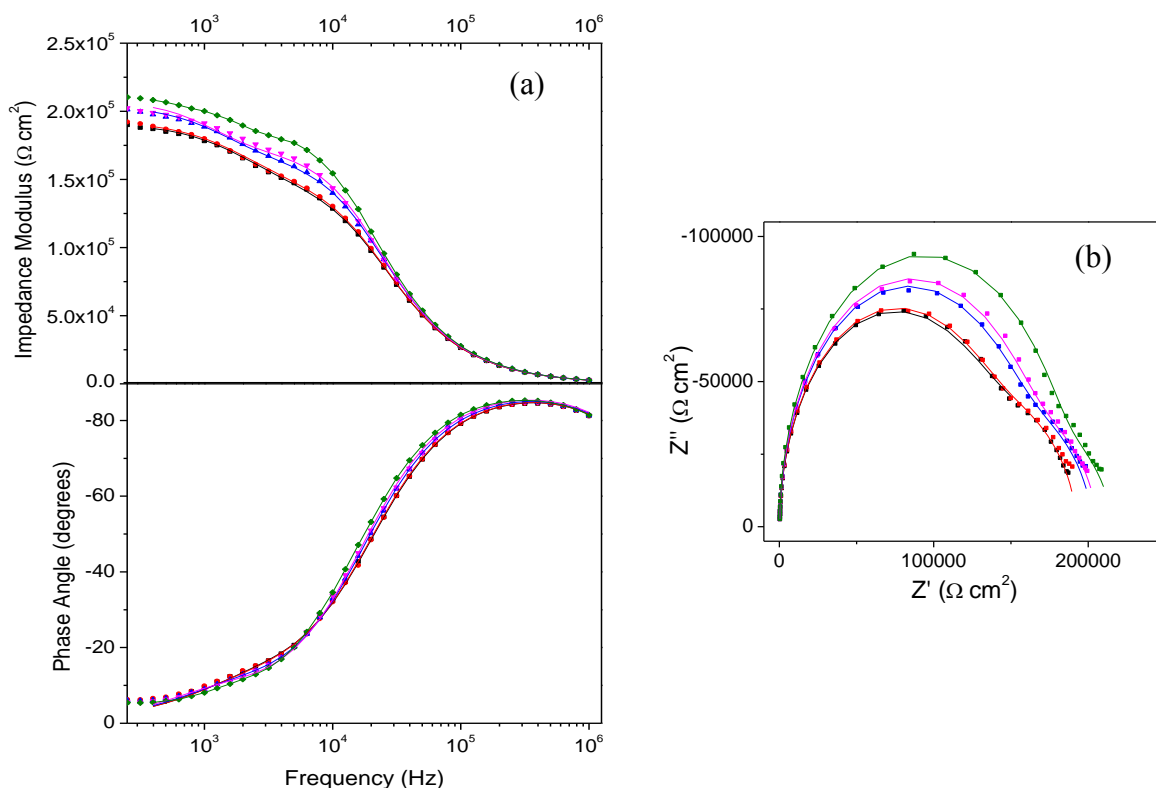 10³ 10⁴ 10⁵ 10⁶
(a)
Impedance Modulus (Ω cm²)
2.5x10⁵
2.0x10⁵
1.5x10⁵
1.0x10⁵
5.0x10⁴
0.0
Phase Angle (degrees)
-80
-60
-40
-20
0
10³ 10⁴ 10⁵ 10⁶
Frequency (Hz)
(b)
Z'' (Ω cm²)
-100000
-50000
0
0 100000 200000
Z' (Ω cm²)